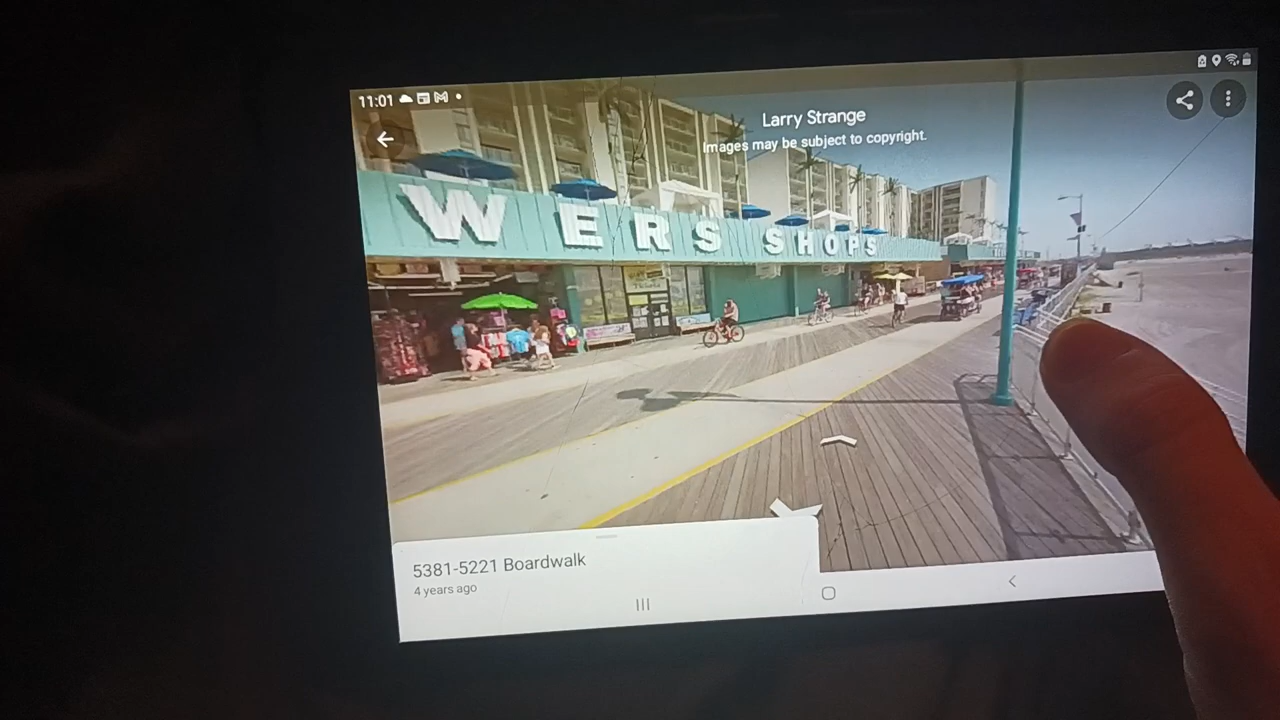 11:01
Larry Strange
Images may be subject to copyright.
WERS SHOPS
5381-5221 Boardwalk
4 years ago